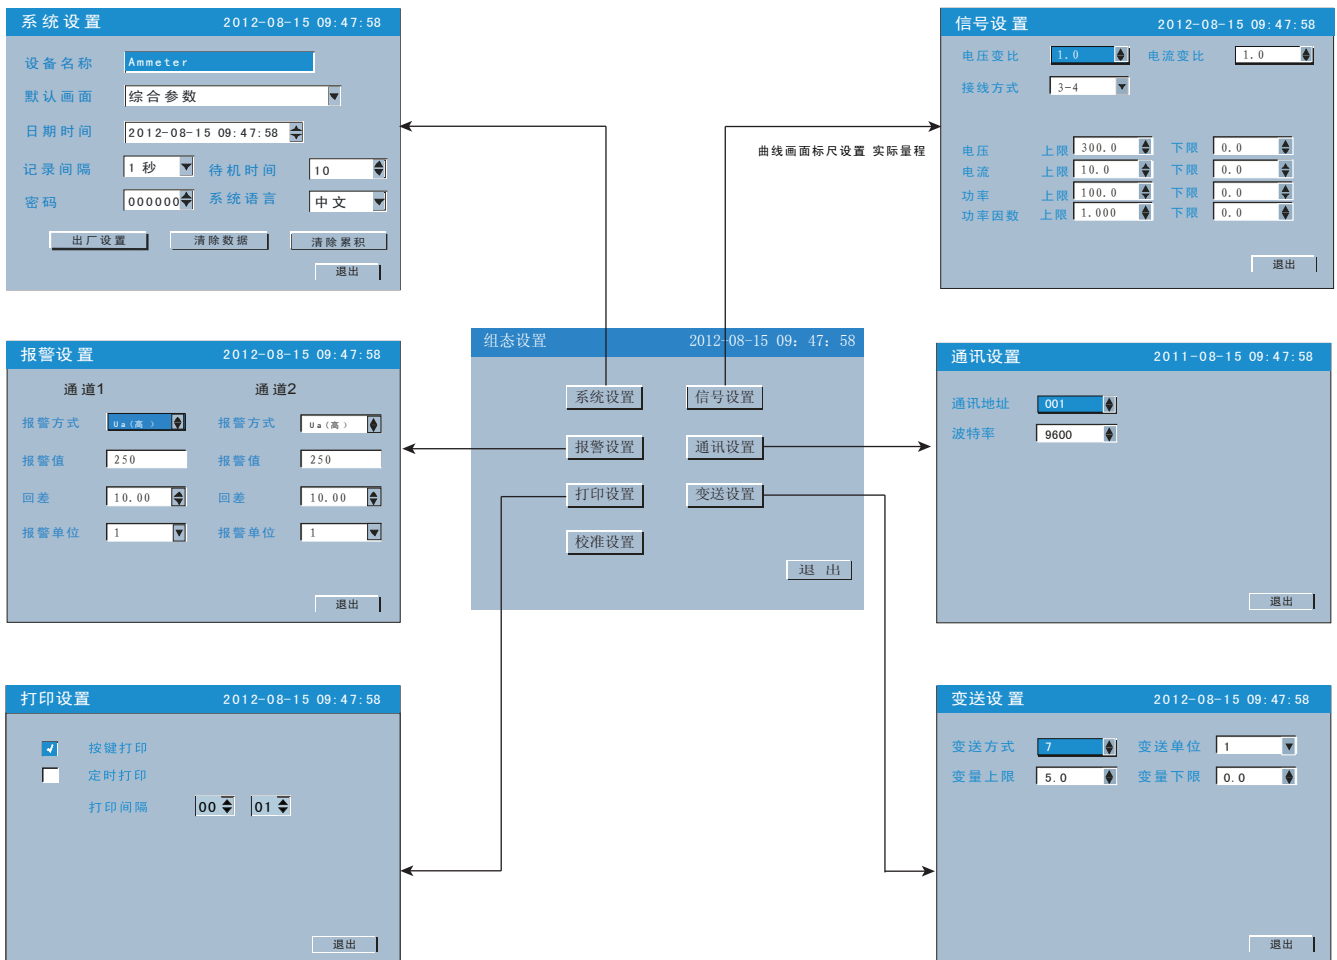 系统设置 2012-08-15 09:47:58
设备名称 Ammeter
默认画面 综合参数
日期时间 2012-08-15 09:47:58
记录间隔 1 秒 待机时间 10
密码 000000 系统语言 中文
出厂设置 清除数据 清除累积
退出
信号设置 2012-08-15 09:47:58
电压变比 1.0 电流变比 1.0
接线方式 3-4
曲线画面标尺设置 实际量程
电压 上限 300.0 下限 0.0
电流 上限 10.0 下限 0.0
功率 上限 100.0 下限 0.0
功率因数 上限 1.000 下限 0.0
退出
报警设置 2012-08-15 09:47:58
通道1 通道2
报警方式 Ua(高 ) 报警方式 Ua(高 )
报警值 250 报警值 250
回差 10.00 回差 10.00
报警单位 1 报警单位 1
退出
组态设置 2012-08-15 09: 47: 58
系统设置 信号设置
报警设置 通讯设置
打印设置 变送设置
校准设置
退 出
通讯设置 2011-08-15 09:47:58
通讯地址 001
波特率 9600
退出
打印设置 2012-08-15 09:47:58
按键打印
定时打印
打印间隔 00 01
退出
变送设置 2012-08-15 09:47:58
变送方式 7 变送单位 1
变量上限 5.0 变量下限 0.0
退出